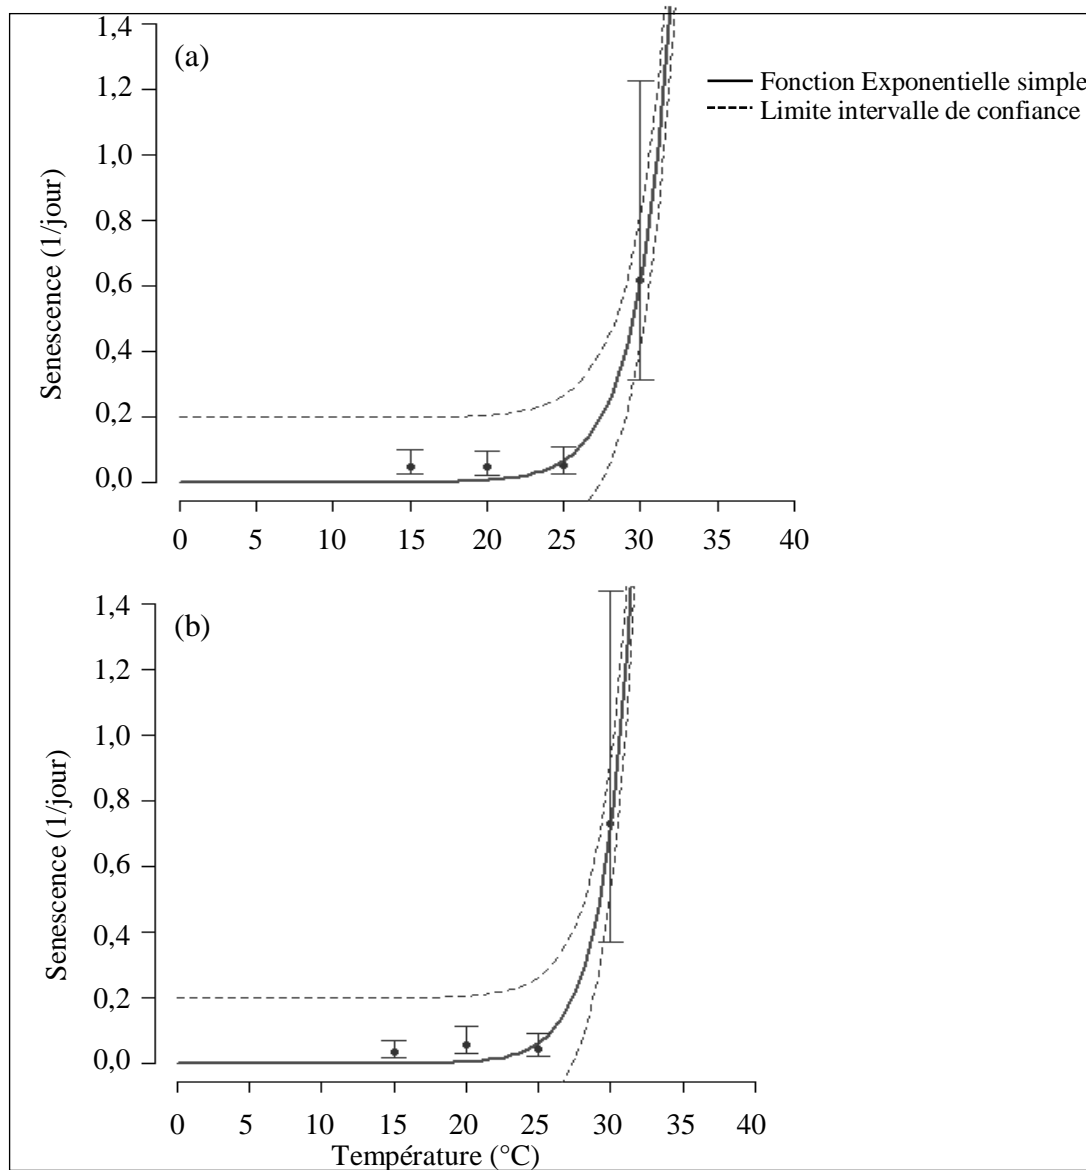 (a)
Fonction Exponentielle simple
Limite intervalle de confiance
Senescence (1/jour)
1,4
1,2
1,0
0,8
0,6
0,4
0,2
0,0
0 5 10 15 20 25 30 35 40
(b)
Senescence (1/jour)
1,4
1,2
1,0
0,8
0,6
0,4
0,2
0,0
0 5 10 15 20 25 30 35 40
Température (°C)